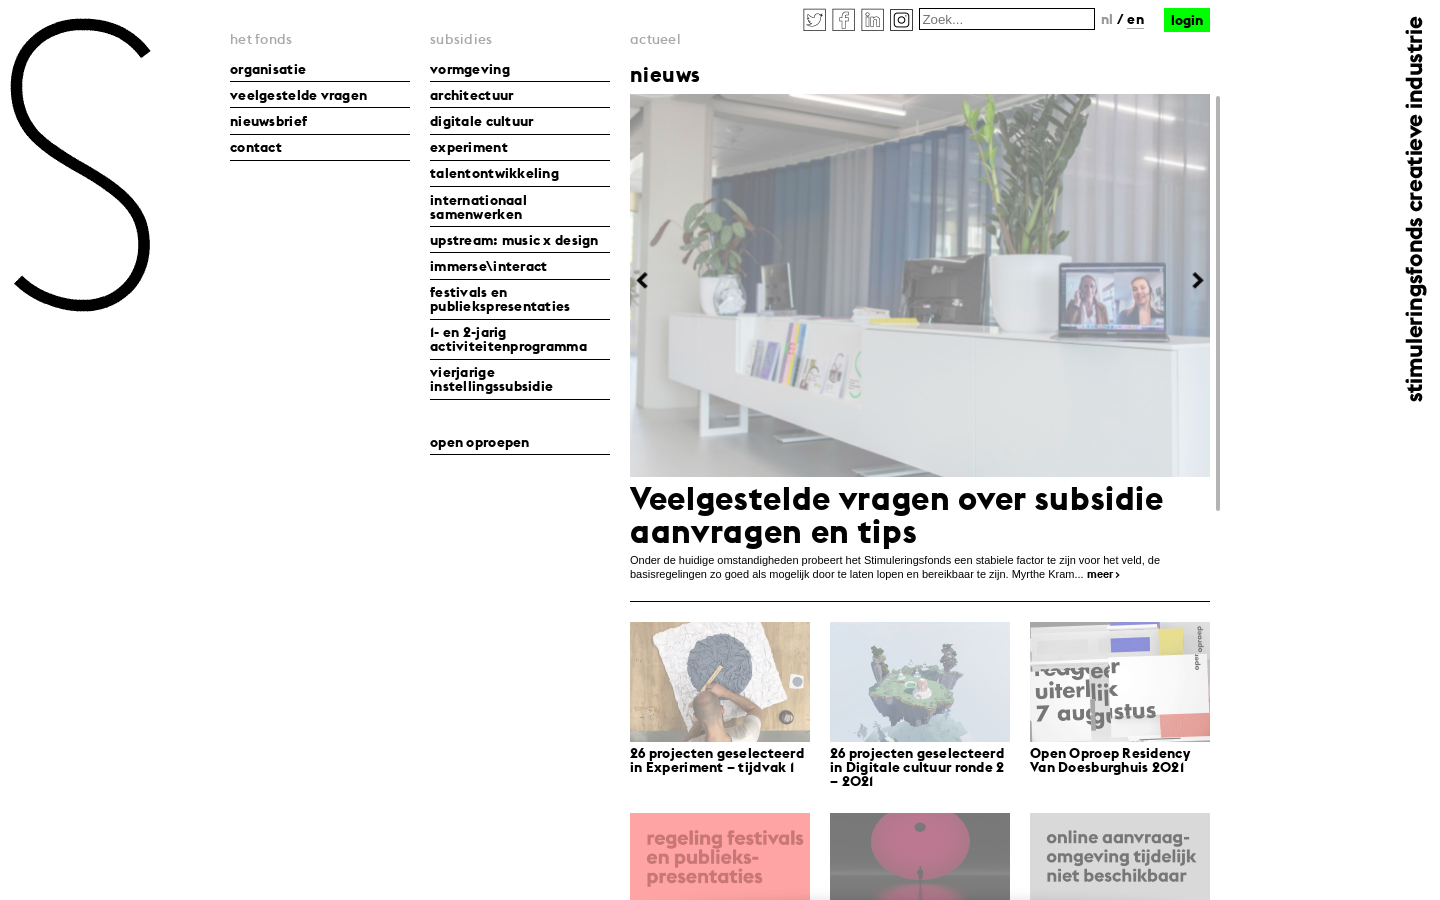 S
Zoek...
nl / en
login
stimuleringsfonds creatieve industrie
het fonds
organisatie
veelgestelde vragen
nieuwsbrief
contact
subsidies
vormgeving
architectuur
digitale cultuur
experiment
talentontwikkeling
internationaal
samenwerken
upstream: music x design
immerse\interact
festivals en
publiekspresentaties
1- en 2-jarig
activiteitenprogramma
vierjarige
instellingssubsidie
open oproepen
actueel
nieuws
Veelgestelde vragen over subsidie
aanvragen en tips
Onder de huidige omstandigheden probeert het Stimuleringsfonds een stabiele factor te zijn voor het veld, de
basisregelingen zo goed als mogelijk door te laten lopen en bereikbaar te zijn. Myrthe Kram... meer ›
26 projecten geselecteerd
in Experiment – tijdvak 1
26 projecten geselecteerd
in Digitale cultuur ronde 2
– 2021
open oproep
uiterlijk
7 augustus
Open Oproep Residency
Van Doesburghuis 2021
regeling festivals
en publieks-
presentaties
online aanvraag-
omgeving tijdelijk
niet beschikbaar